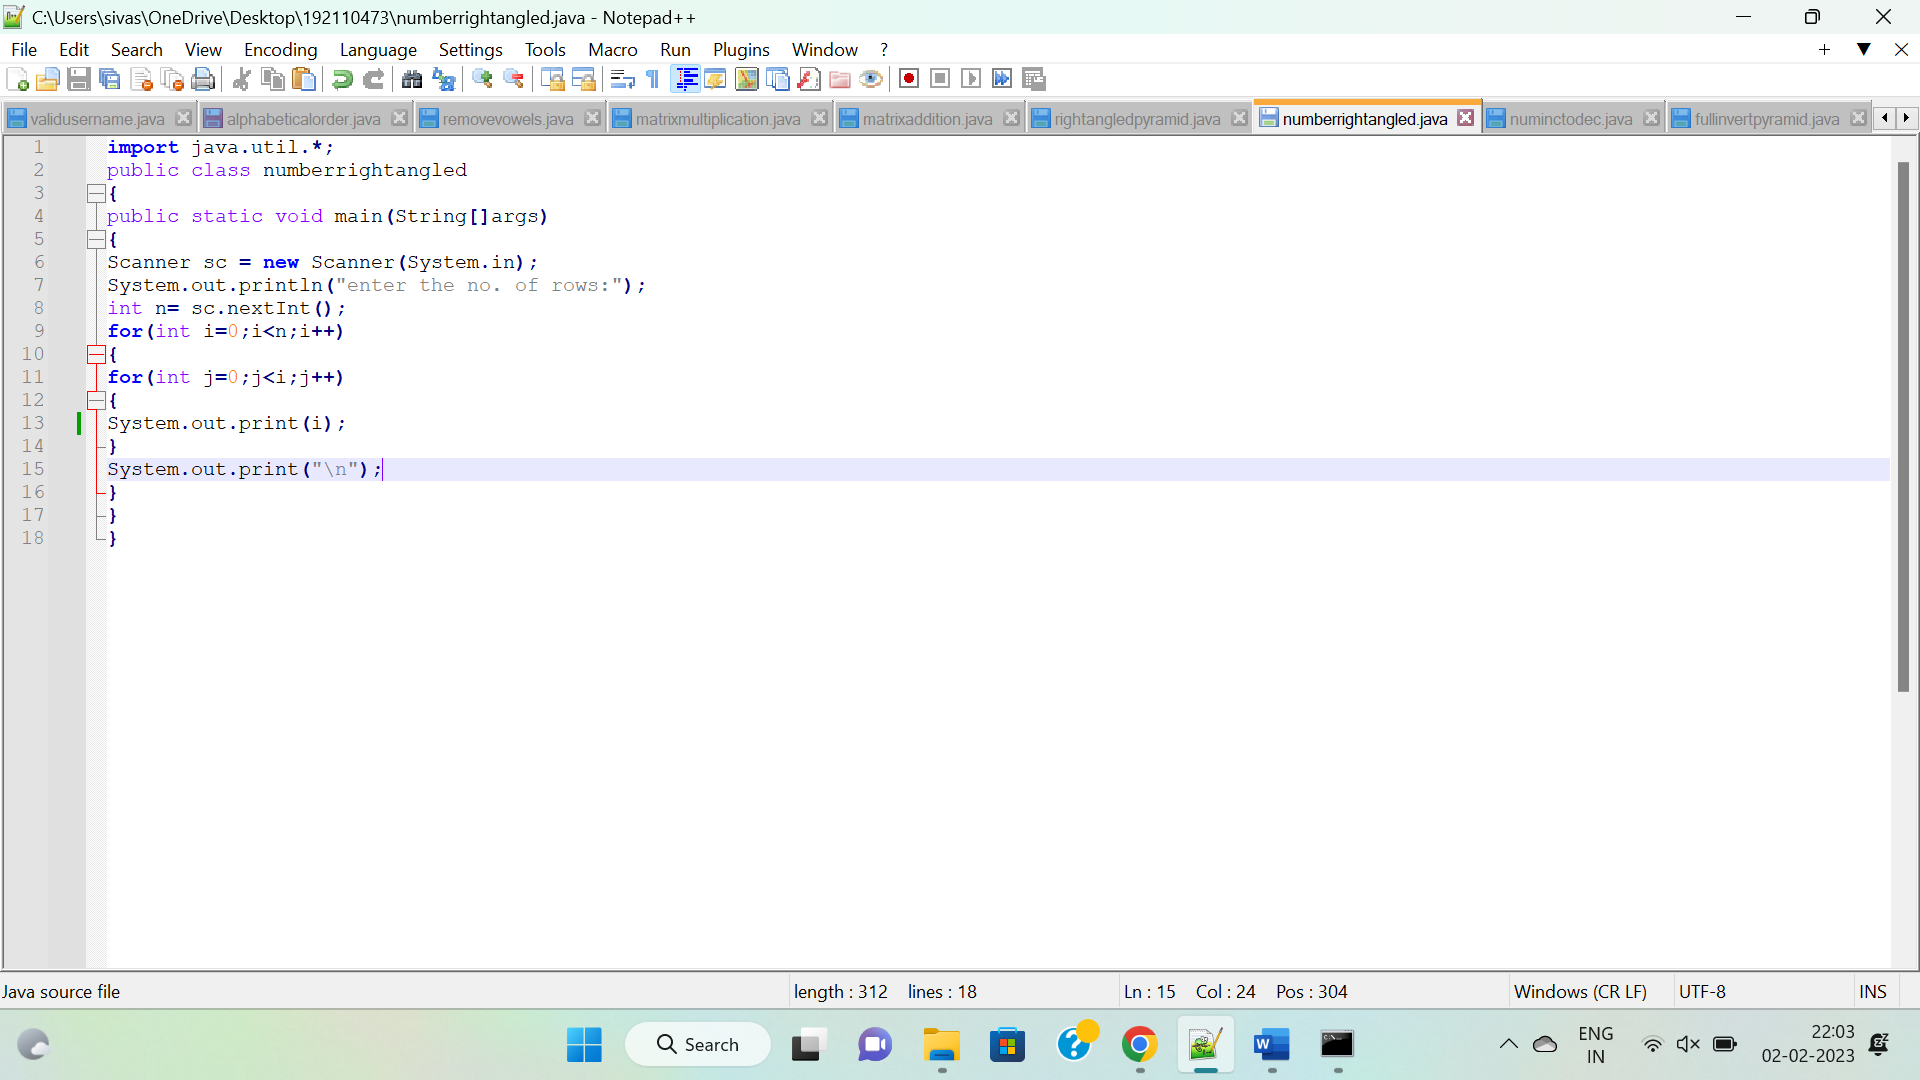 C:\Users\sivas\OneDrive\Desktop\192110473\numberrightangled.java - Notepad++
File Edit Search View Encoding Language Settings Tools Macro Run Plugins Window ?
validusername.java alphabeticalorder.java removevowels.java matrixmultiplication.java matrixaddition.java rightangledpyramid.java numberrightangled.java numinctodec.java fullinvertpyramid.java
1 import java.util.*;
2 public class numberrightangled
3 {
4 public static void main(String[]args)
5 {
6 Scanner sc = new Scanner(System.in);
7 System.out.println("enter the no. of rows:");
8 int n= sc.nextInt();
9 for(int i=0;i<n;i++)
10 {
11 for(int j=0;j<i;j++)
12 {
13 System.out.print(i);
14 }
15 System.out.print("\n");
16 }
17 }
18 }
Java source file length : 312 lines : 18 Ln : 15 Col : 24 Pos : 304 Windows (CR LF) UTF-8 INS
Search ENG IN 22:03
02-02-2023